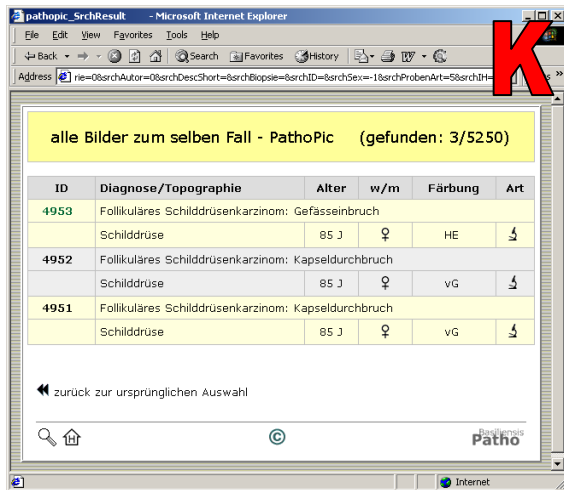 pathopic_SrchResult - Microsoft Internet Explorer
K
File Edit View Favorites Tools Help
Back Search Favorites History
Address rie=0&srchAutor=0&srchDescShort=&srchBiopsie=&srchID=&srchSex=-1&srchProbenArt=5&srchIH= s »
alle Bilder zum selben Fall - PathoPic (gefunden: 3/5250)
ID Diagnose/Topographie Alter w/m Färbung Art
4953 Follikuläres Schilddrüsenkarzinom: Gefässeinbruch
Schilddrüse 85 J ♀ HE
4952 Follikuläres Schilddrüsenkarzinom: Kapseldurchbruch
Schilddrüse 85 J ♀ vG
4951 Follikuläres Schilddrüsenkarzinom: Kapseldurchbruch
Schilddrüse 85 J ♀ vG
zurück zur ursprünglichen Auswahl
H © Basiliensis
Patho
Internet